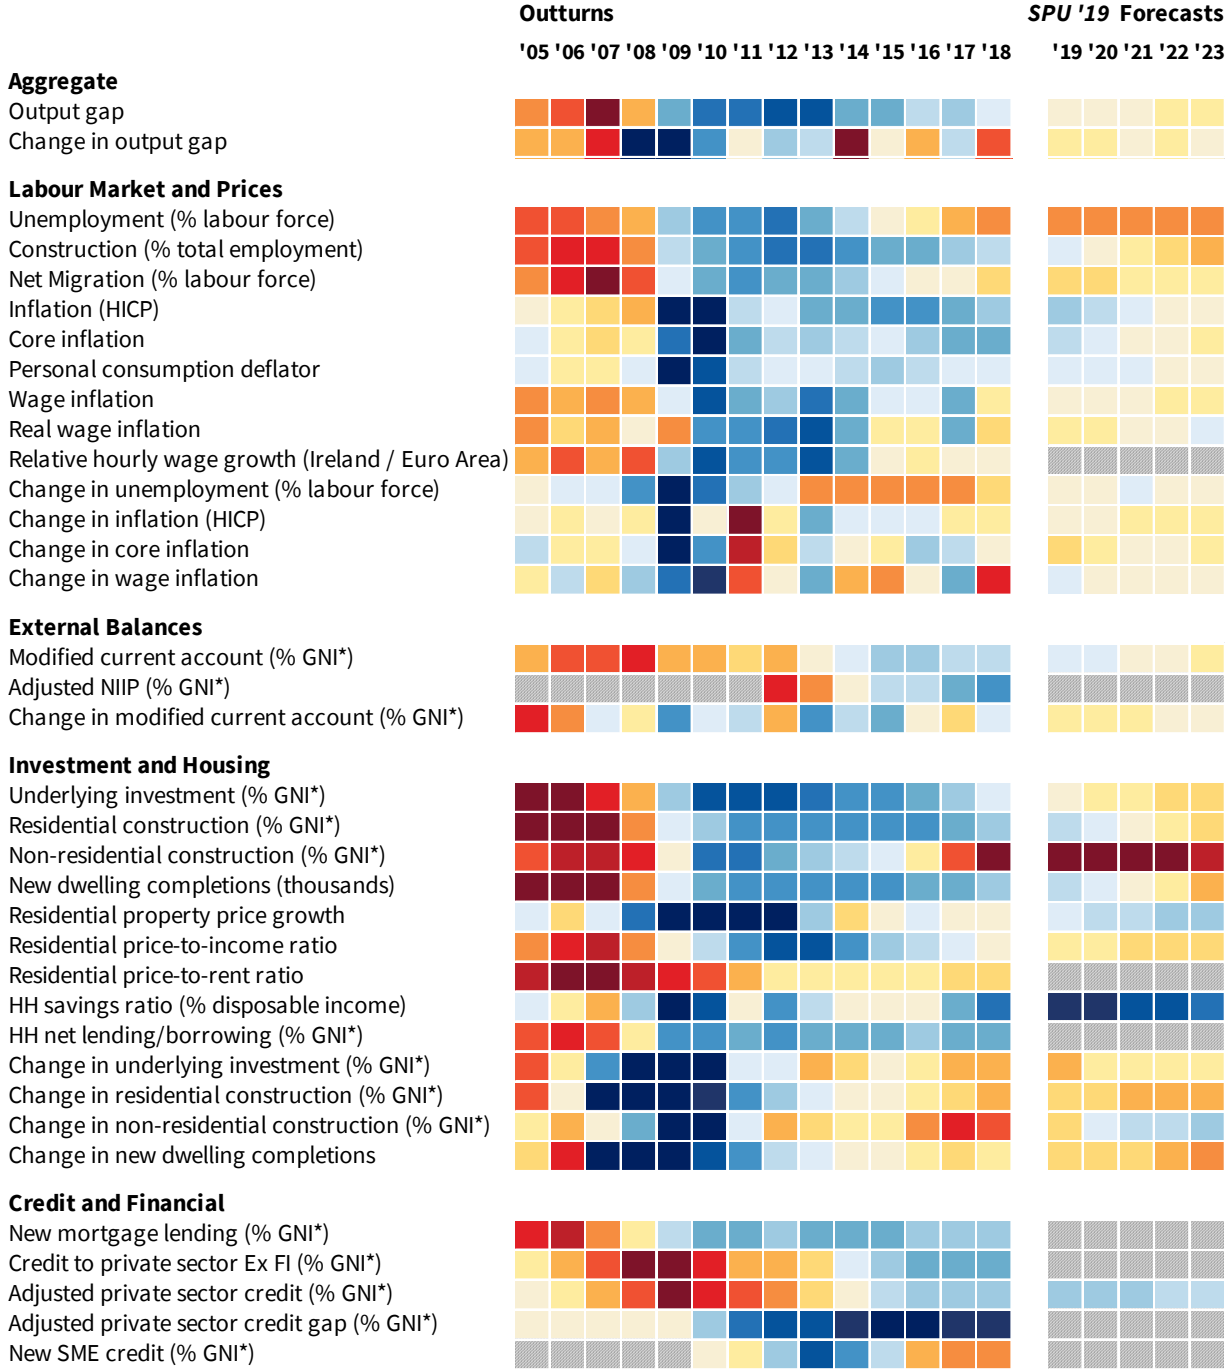 Outturns SPU '19 Forecasts
'05 '06 '07 '08 '09 '10 '11 '12 '13 '14 '15 '16 '17 '18 '19 '20 '21 '22 '23
Aggregate
Output gap
Change in output gap
Labour Market and Prices
Unemployment (% labour force)
Construction (% total employment)
Net Migration (% labour force)
Inflation (HICP)
Core inflation
Personal consumption deflator
Wage inflation
Real wage inflation
Relative hourly wage growth (Ireland / Euro Area)
Change in unemployment (% labour force)
Change in inflation (HICP)
Change in core inflation
Change in wage inflation
External Balances
Modified current account (% GNI*)
Adjusted NIIP (% GNI*)
Change in modified current account (% GNI*)
Investment and Housing
Underlying investment (% GNI*)
Residential construction (% GNI*)
Non-residential construction (% GNI*)
New dwelling completions (thousands)
Residential property price growth
Residential price-to-income ratio
Residential price-to-rent ratio
HH savings ratio (% disposable income)
HH net lending/borrowing (% GNI*)
Change in underlying investment (% GNI*)
Change in residential construction (% GNI*)
Change in non-residential construction (% GNI*)
Change in new dwelling completions
Credit and Financial
New mortgage lending (% GNI*)
Credit to private sector Ex FI (% GNI*)
Adjusted private sector credit (% GNI*)
Adjusted private sector credit gap (% GNI*)
New SME credit (% GNI*)